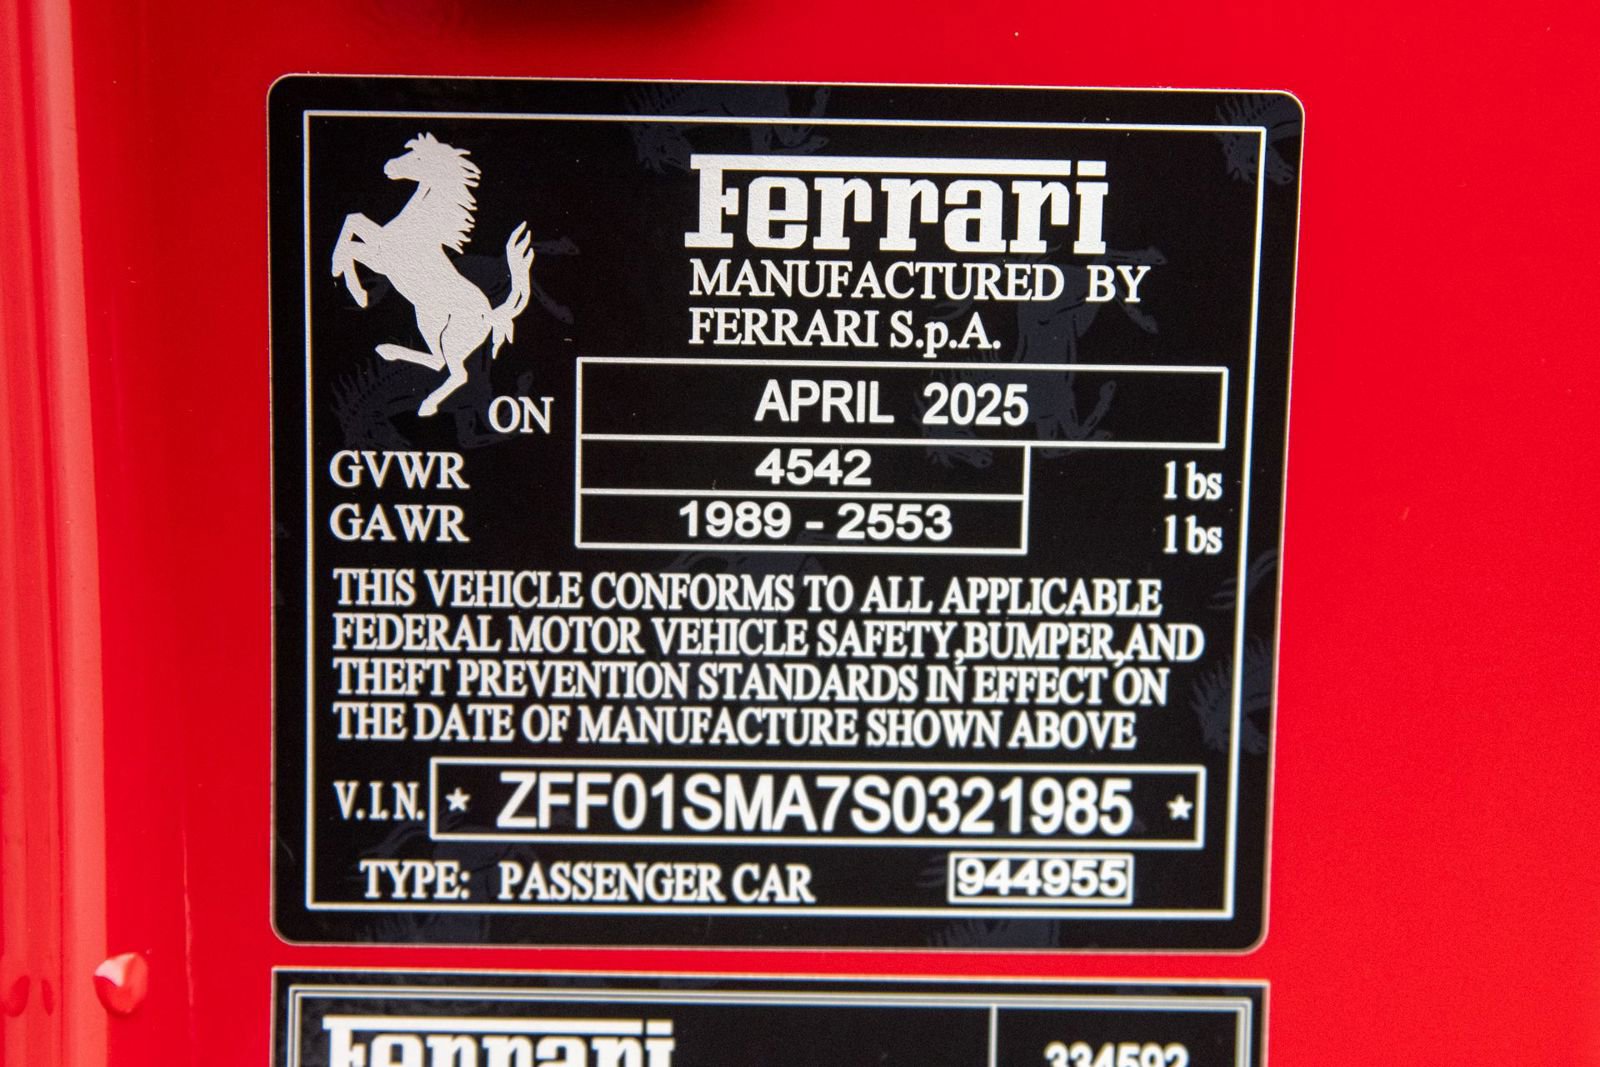 Ferrari
MANUFACTURED BY
FERRARI S.p.A.
ON APRIL 2025
GVWR 4542 lbs
GAWR 1989 - 2553 lbs
THIS VEHICLE CONFORMS TO ALL APPLICABLE
FEDERAL MOTOR VEHICLE SAFETY,BUMPER,AND
THEFT PREVENTION STANDARDS IN EFFECT ON
THE DATE OF MANUFACTURE SHOWN ABOVE
V.I.N. ★ ZFF01SMA7S0321985 ★
TYPE: PASSENGER CAR 944955
Ferrari 334592